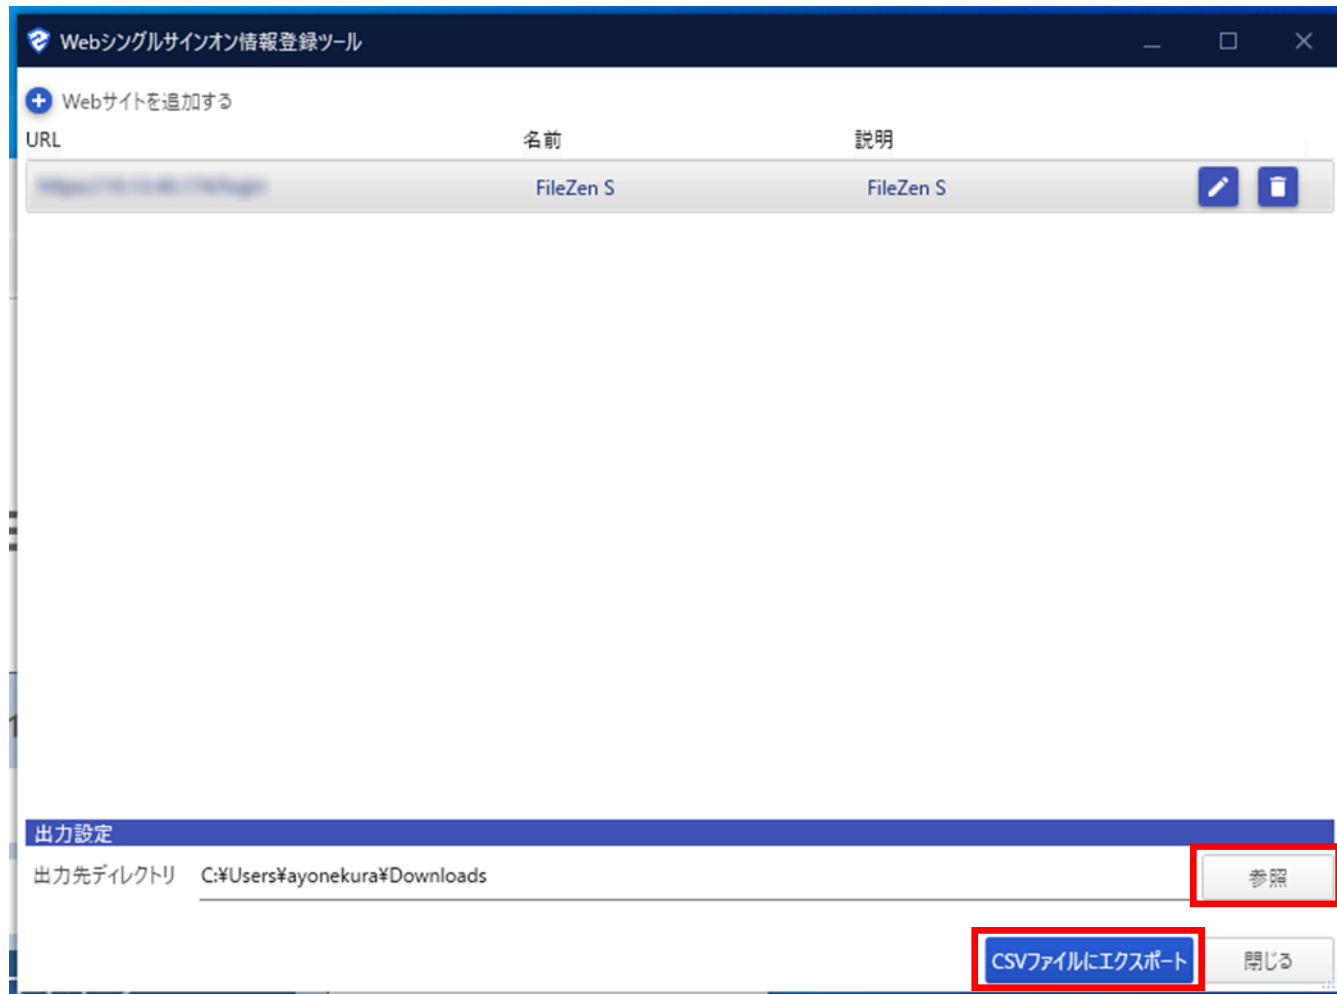 Webシングルサインオン情報登録ツール
Webサイトを追加する
URL 名前 説明
FileZen S FileZen S
出力設定
出力先ディレクトリ C:¥Users¥ayonekura¥Downloads 参照
CSVファイルにエクスポート 閉じる